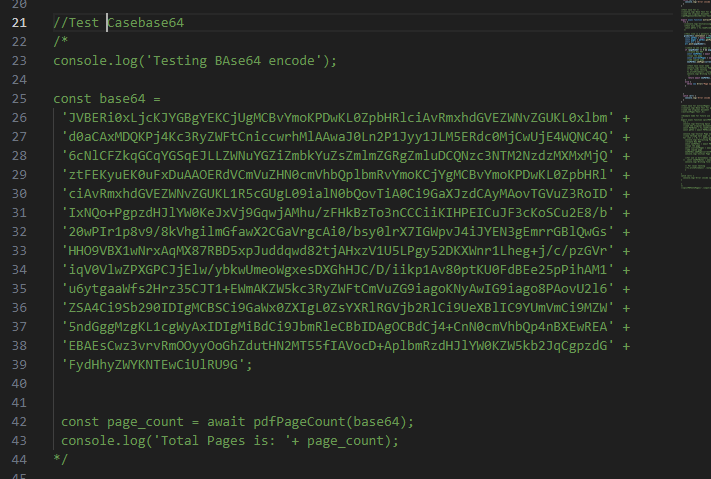 20
21 //Test Casebase64
22 /*
23 console.log('Testing BAse64 encode');
24
25 const base64 =
26 'JVBERi0xLjcKJYGBgYEKCjUgMCBvYmoKPDwKL0ZpbHRlciAvRmxhdGVEZWNvZGUKL0xlbm' +
27 'd0aCAxMDQKPj4Kc3RyZWFtCniccwrhMlAAwaJ0Ln2P1Jyy1JLM5ERdc0MjCwUjE4WQNC4Q' +
28 '6cNlCFZkqGCqYGSqEJLLZWNuYGZiZmbkYuZsZmlmZGRgZmluDCQNzc3NTM2NzdzMXMxMjQ' +
29 'ztFEKyuEK0uFxDuAAOERdVCmVuZHN0cmVhbQplbmRvYmoKCjYgMCBvYmoKPDwKL0ZpbHRl' +
30 'ciAvRmxhdGVEZWNvZGUKL1R5cGUgL09ialN0bQovTiA0Ci9GaXJzdCAyMAovTGVuZ3RoID' +
31 'IxNQo+PgpzdHJlYW0KeJxVj9GqwjAMhu/zFHkBzTo3nCCCiiKIHPEICuJF3cKoSCu2E8/b' +
32 '20wPIr1p8v9/8kVhgilmGfawX2CGaVrgcAi0/bsy0lrX7IGWpvJ4iJYEN3gEmrrGBlQwGs' +
33 'HHO9VBX1wNrxAqMX87RBD5xpJuddqwd82tjAHxzV1U5LPgy52DKXWnr1Lheg+j/c/pzGVr' +
34 'iqV0VlwZPXGPCJjElw/ybkwUmeoWgxesDXGhHJC/D/iikp1Av80ptKU0FdBEe25pPihAM1' +
35 'u6ytgaaWfs2Hrz35CJT1+EWmAKZW5kc3RyZWFtCmVuZG9iagoKNyAwIG9iago8PAovU2l6' +
36 'ZSA4Ci9Sb290IDIgMCBSCi9GaWx0ZXIgL0ZsYXRlRGVjb2RlCi9UeXBlIC9YUmVmCi9MZW' +
37 '5ndGggMzgKL1cgWyAxIDIgMiBdCi9JbmRleCBbIDAgOCBdCj4+CnN0cmVhbQp4nBXEwREA' +
38 'EBAEsCwz3vrvRmOOyyOoGhZdutHN2MT55fIAVocD+AplbmRzdHJlYW0KZW5kb2JqCgpzdG' +
39 'FydHhyZWYKNTEwCiUlRU9G';
40
41
42 const page_count = await pdfPageCount(base64);
43 console.log('Total Pages is: '+ page_count);
44 */
45